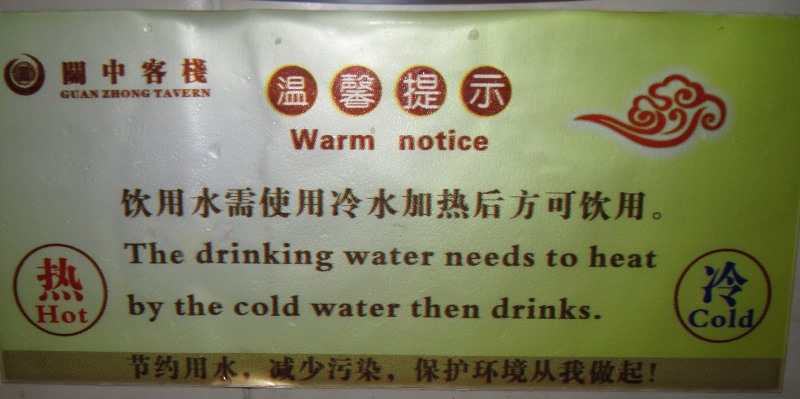 關中客棧
GUAN ZHONG TAVERN
温馨提示
Warm notice
饮用水需使用冷水加热后方可饮用。
The drinking water needs to heat
by the cold water then drinks.
热
Hot
冷
Cold
节约用水，减少污染，保护环境从我做起！